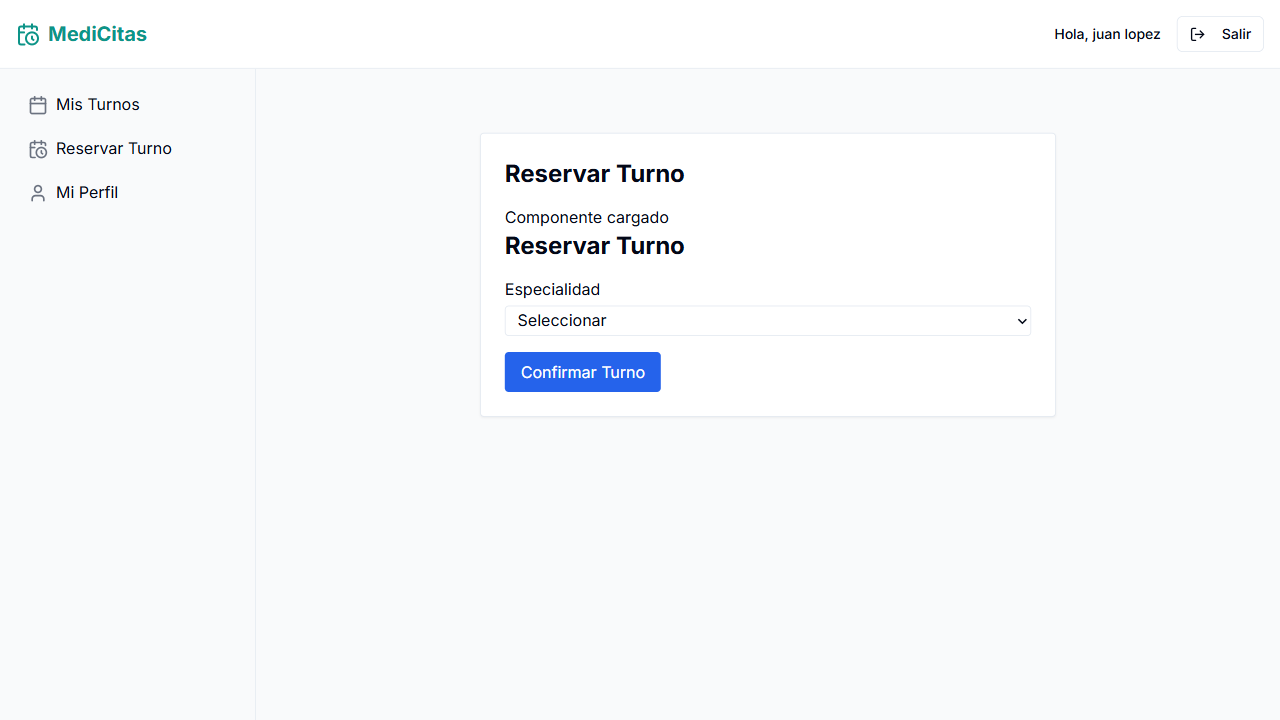 MediCitas
Hola, juan lopez
Salir
Mis Turnos
Reservar Turno
Mi Perfil
Reservar Turno
Componente cargado
Reservar Turno
Especialidad
Seleccionar
Confirmar Turno